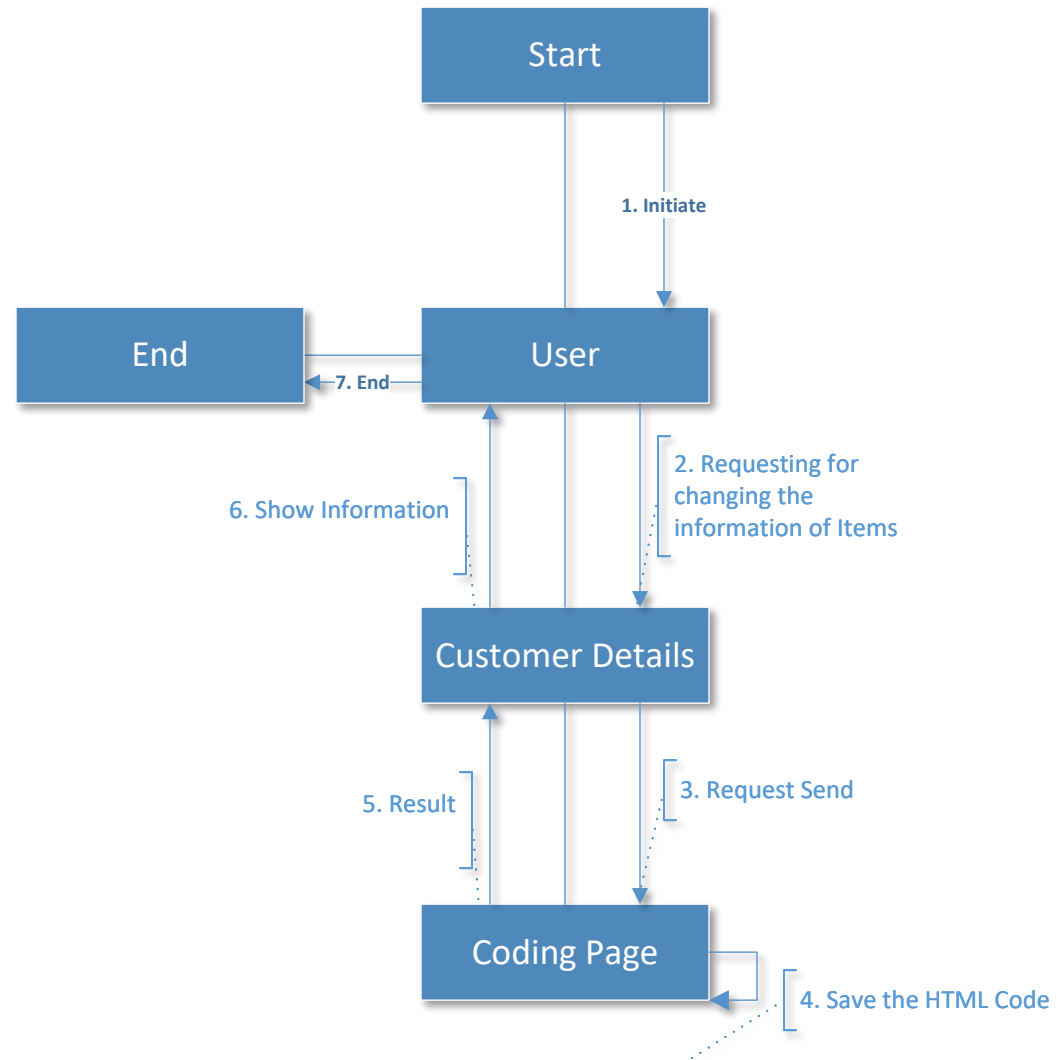 Start
1. Initiate
End
User
7. End
2. Requesting for
changing the
information of Items
6. Show Information
Customer Details
3. Request Send
5. Result
Coding Page
4. Save the HTML Code